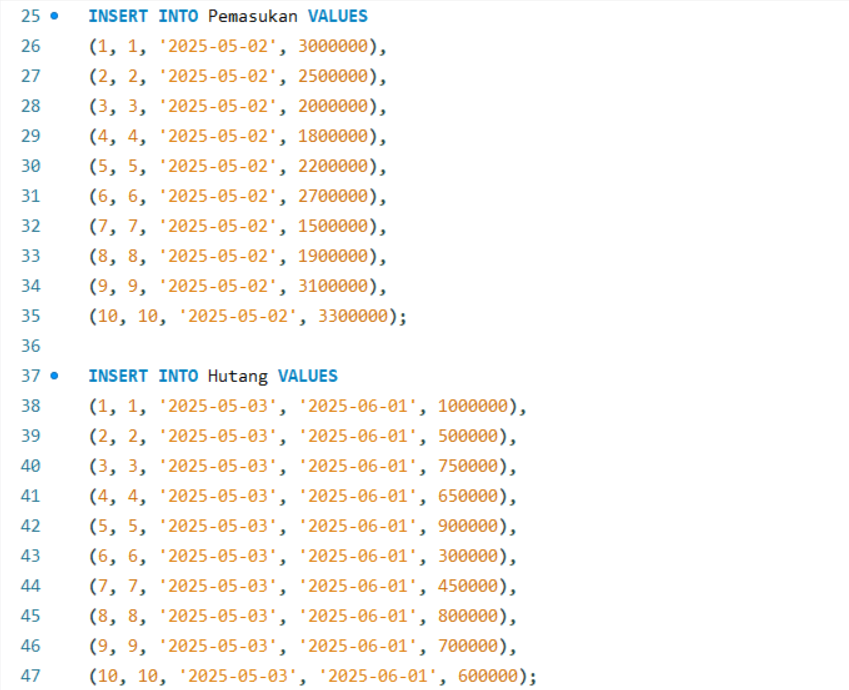 25 • INSERT INTO Pemasukan VALUES
26 (1, 1, '2025-05-02', 3000000),
27 (2, 2, '2025-05-02', 2500000),
28 (3, 3, '2025-05-02', 2000000),
29 (4, 4, '2025-05-02', 1800000),
30 (5, 5, '2025-05-02', 2200000),
31 (6, 6, '2025-05-02', 2700000),
32 (7, 7, '2025-05-02', 1500000),
33 (8, 8, '2025-05-02', 1900000),
34 (9, 9, '2025-05-02', 3100000),
35 (10, 10, '2025-05-02', 3300000);
36
37 • INSERT INTO Hutang VALUES
38 (1, 1, '2025-05-03', '2025-06-01', 1000000),
39 (2, 2, '2025-05-03', '2025-06-01', 500000),
40 (3, 3, '2025-05-03', '2025-06-01', 750000),
41 (4, 4, '2025-05-03', '2025-06-01', 650000),
42 (5, 5, '2025-05-03', '2025-06-01', 900000),
43 (6, 6, '2025-05-03', '2025-06-01', 300000),
44 (7, 7, '2025-05-03', '2025-06-01', 450000),
45 (8, 8, '2025-05-03', '2025-06-01', 800000),
46 (9, 9, '2025-05-03', '2025-06-01', 700000),
47 (10, 10, '2025-05-03', '2025-06-01', 600000);